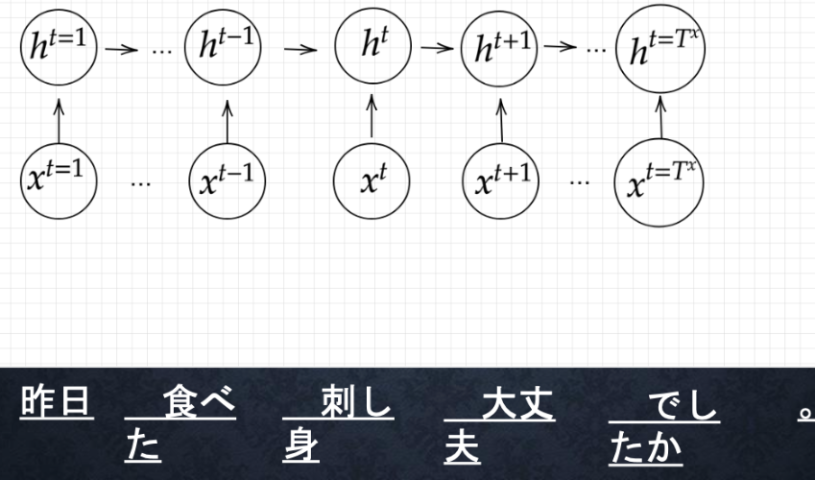 h^{t=1} ... h^{t-1} h^t h^{t+1} ... h^{t=T^x}
x^{t=1} ... x^{t-1} x^t x^{t+1} ... x^{t=T^x}
昨日 食べ 刺し 大丈 でし 。
た 身 夫 たか